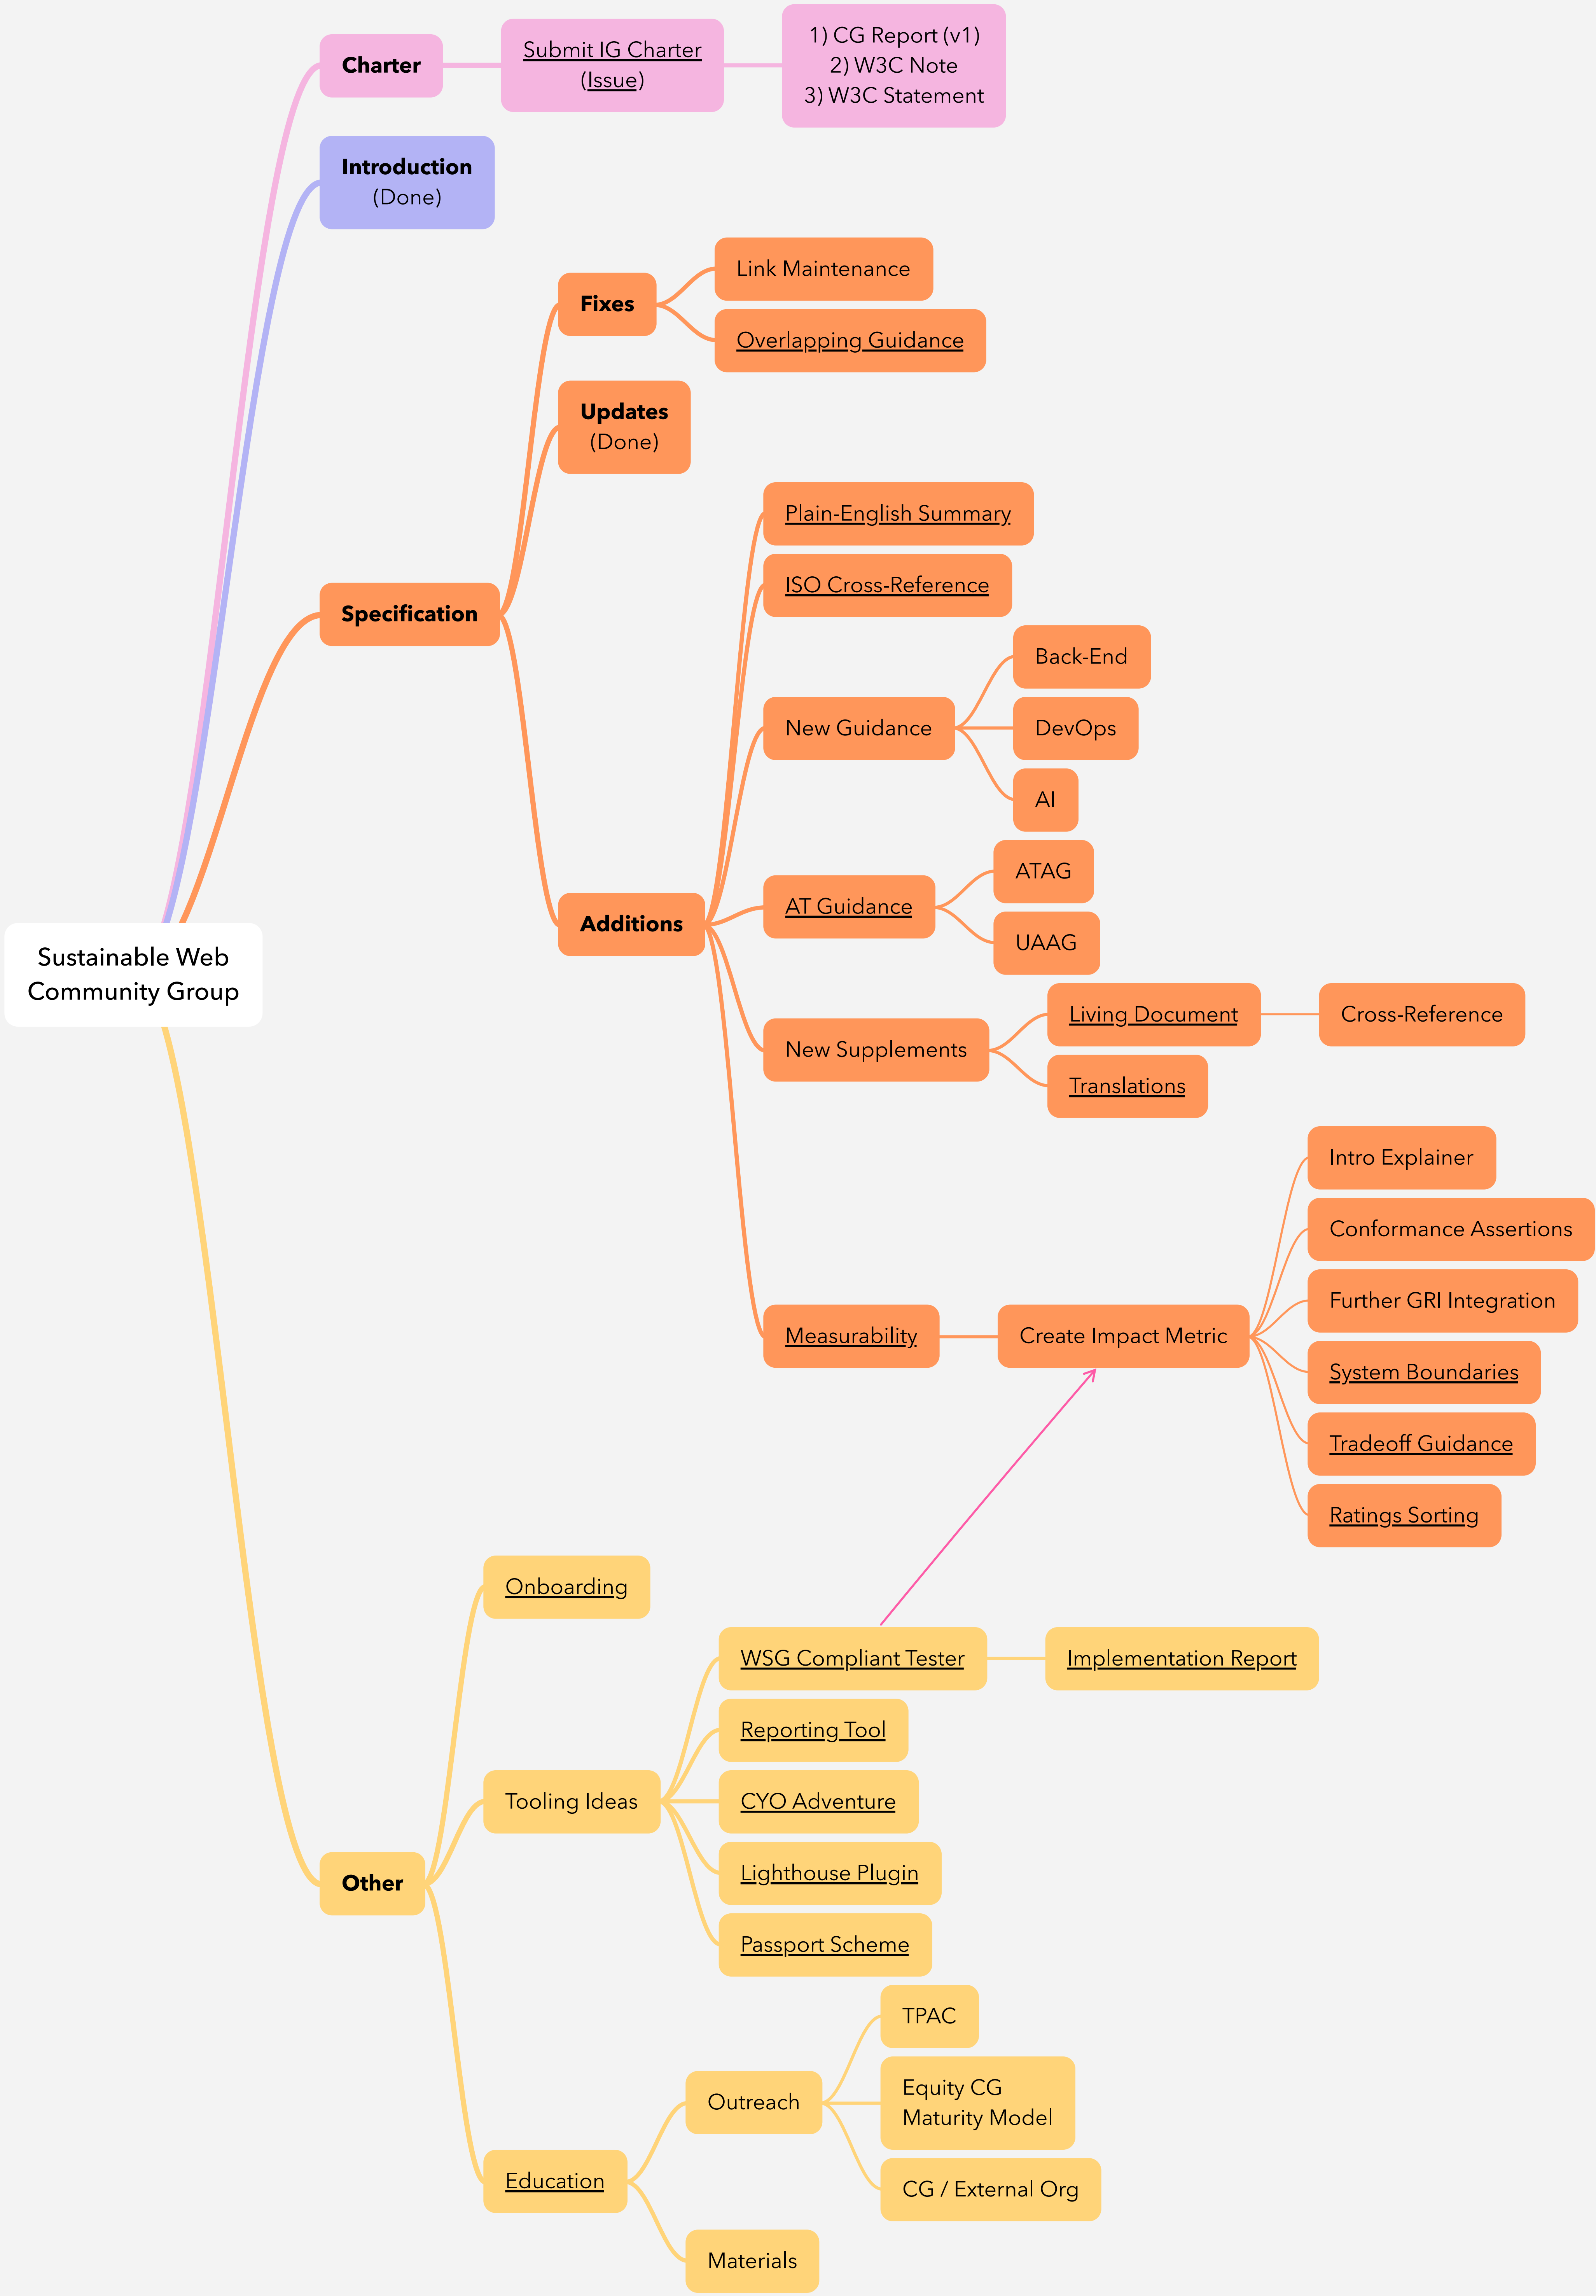 Charter
Submit IG Charter
(Issue)
1) CG Report (v1)
2) W3C Note
3) W3C Statement
Introduction
(Done)
Fixes
Link Maintenance
Overlapping Guidance
Updates
(Done)
Specification
Plain-English Summary
ISO Cross-Reference
New Guidance
Back-End
DevOps
AI
Additions
AT Guidance
ATAG
UAAG
Sustainable Web
Community Group
New Supplements
Living Document
Cross-Reference
Translations
Measurability
Create Impact Metric
Intro Explainer
Conformance Assertions
Further GRI Integration
System Boundaries
Tradeoff Guidance
Ratings Sorting
Onboarding
WSG Compliant Tester
Implementation Report
Reporting Tool
Tooling Ideas
CYO Adventure
Lighthouse Plugin
Passport Scheme
Other
Education
Outreach
TPAC
Equity CG
Maturity Model
CG / External Org
Materials